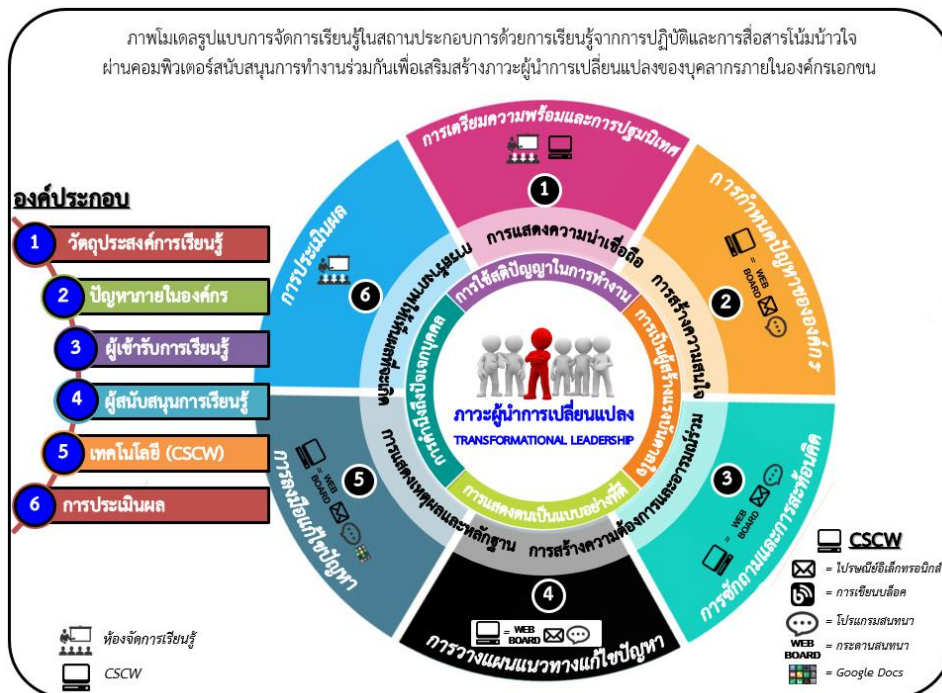 ภาพโมเดลรูปแบบการจัดการเรียนรู้ในสถานประกอบการด้วยการเรียนรู้จากการปฏิบัติและการสื่อสารโน้มน้าวใจ
ผ่านคอมพิวเตอร์สนับสนุนการทำงานร่วมกันเพื่อเสริมสร้างภาวะผู้นำการเปลี่ยนแปลงของบุคลากรภายในองค์กรเอกชน
องค์ประกอบ
1 วัตถุประสงค์การเรียนรู้
2 ปัญหาภายในองค์กร
3 ผู้เข้ารับการเรียนรู้
4 ผู้สนับสนุนการเรียนรู้
5 เทคโนโลยี (CSCW)
6 การประเมินผล
การเตรียมความพร้อมและการปฐมนิเทศ
1
การกำหนดปัญหาขององค์กร
2
= WEB BOARD
การซักถามและการสะท้อนคิด
3
= WEB BOARD
การวางแผนแนวทางแก้ไขปัญหา
4
= WEB BOARD
การลงมือแก้ไขปัญหา
5
= WEB BOARD
การประเมินผล
6
การแสดงความน่าเชื่อถือ
การสร้างความสนใจ
การสร้างความต้องการและอารมณ์ร่วม
การแสดงเหตุผลและหลักฐาน
การสร้างภาพให้เห็นผลที่จะเกิด
การใช้สติปัญญาในการทำงาน
การเป็นผู้สร้างแรงบันดาลใจ
การแสดงตนเป็นแบบอย่างที่ดี
การคำนึงถึงปัจเจกบุคคล
ภาวะผู้นำการเปลี่ยนแปลง
TRANSFORMATIONAL LEADERSHIP
ห้องจัดการเรียนรู้
CSCW
CSCW
= ไปรษณีย์อิเล็กทรอนิกส์
= การเขียนบล็อค
= โปรแกรมสนทนา
WEB BOARD = กระดานสนทนา
= Google Docs